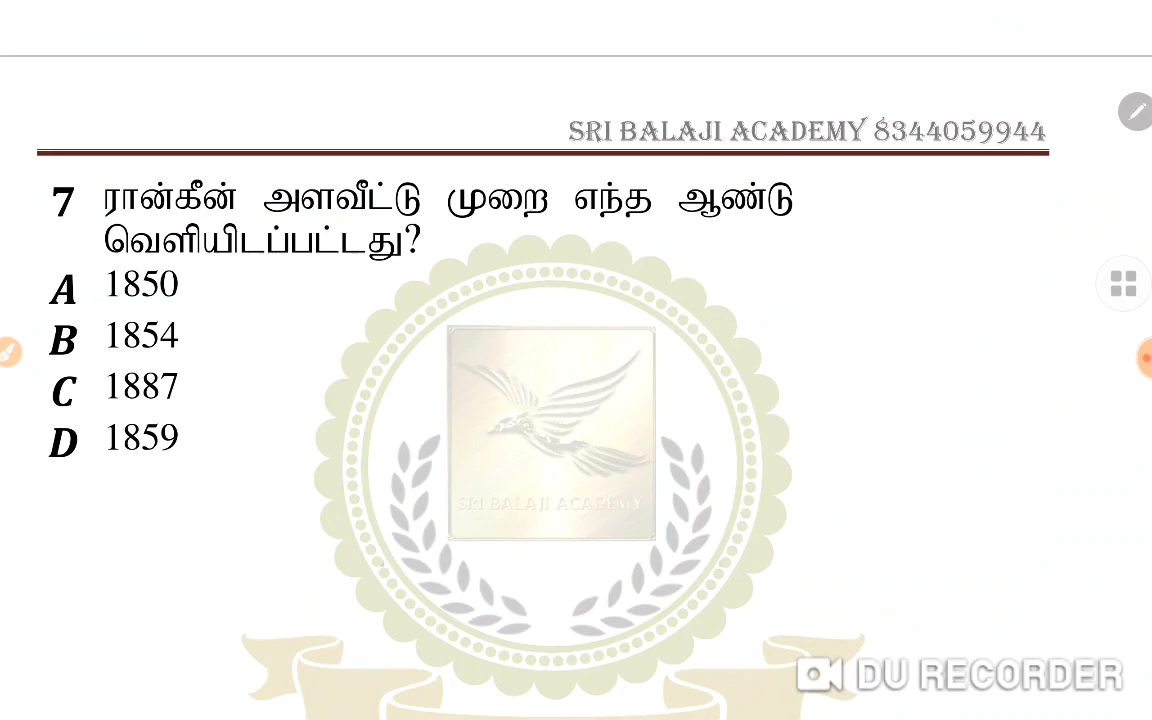 SRI BALAJI ACADEMY 8344059944
7 ரான்கீன் அளவீட்டு முறை எந்த ஆண்டு
வெளியிடப்பட்டது?
A 1850
B 1854
C 1887
D 1859
SRI BALAJI ACADEMY
DU RECORDER